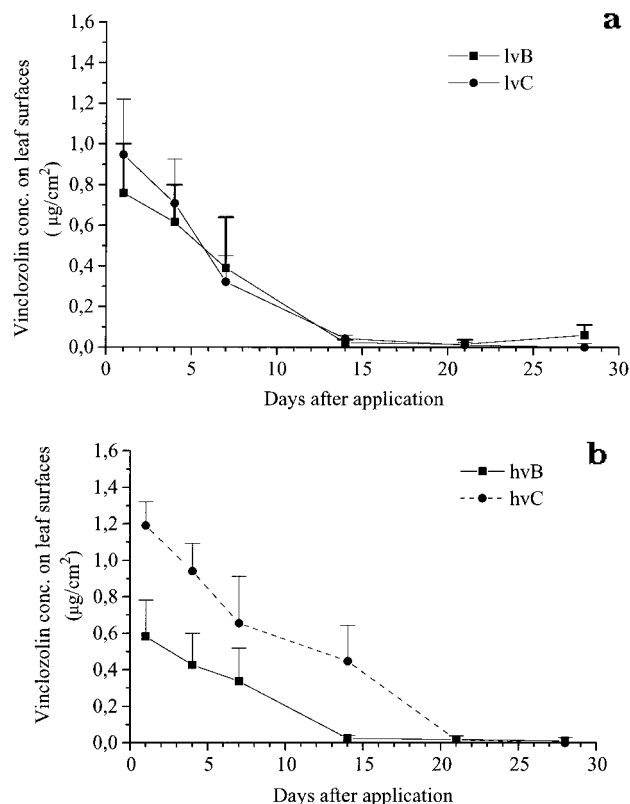 a
1,6
1,4
1,2
1,0
0,8
0,6
0,4
0,2
0,0
Vinclozolin conc. on leaf surfaces
( µg/cm²)
lvB
lvC
0 5 10 15 20 25 30
Days after application
b
1,6
1,4
1,2
1,0
0,8
0,6
0,4
0,2
0,0
Vinclozolin conc. on leaf surfaces
(µg/cm²)
hvB
hvC
0 5 10 15 20 25 30
Days after application